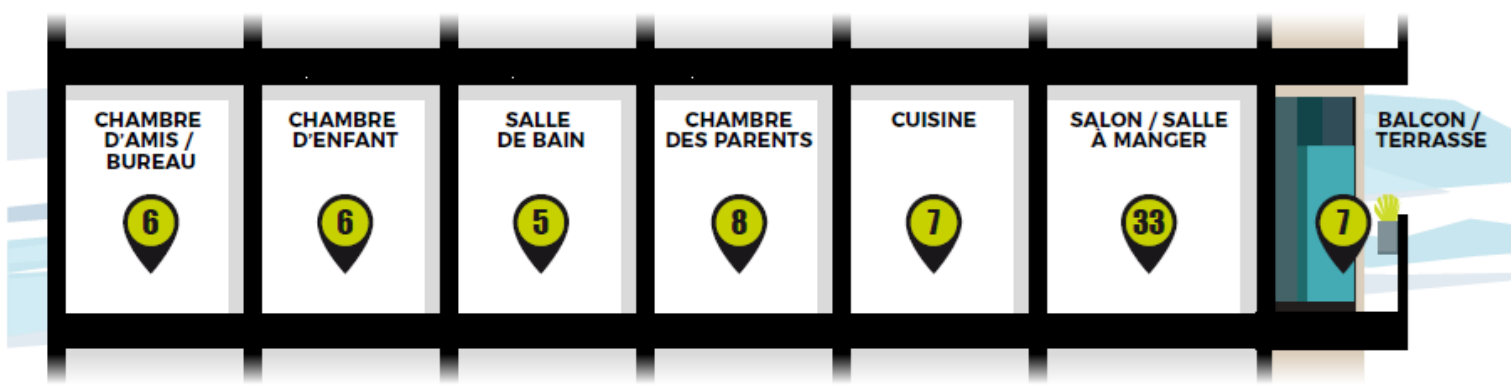 CHAMBRE
D'AMIS /
BUREAU
6
CHAMBRE
D'ENFANT
6
SALLE
DE BAIN
5
CHAMBRE
DES PARENTS
8
CUISINE
7
SALON / SALLE
À MANGER
33
BALCON /
TERRASSE
7